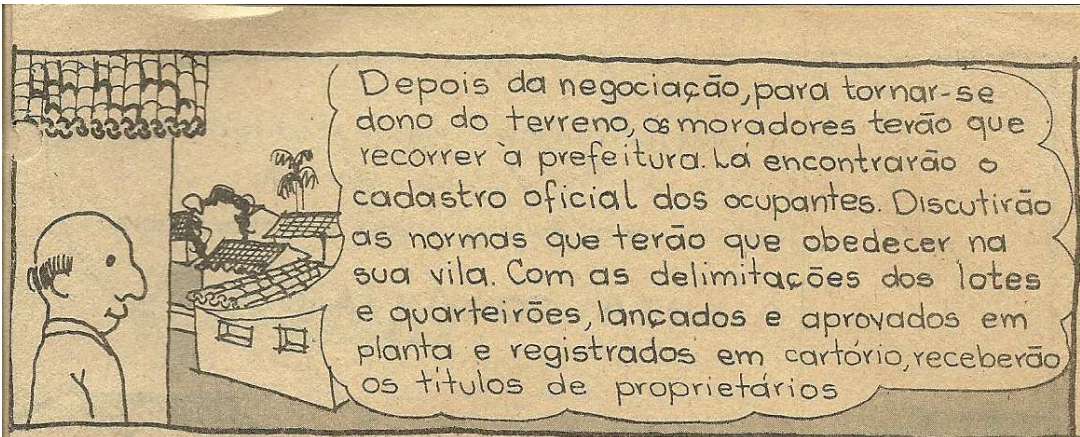 Depois da negociação, para tornar-se
dono do terreno, os moradores terão que
recorrer à prefeitura. Lá encontrarão o
cadastro oficial dos ocupantes. Discutirão
as normas que terão que obedecer na
sua vila. Com as delimitações dos lotes
e quarteirões, lançados e aprovados em
planta e registrados em cartório, receberão
os títulos de proprietários